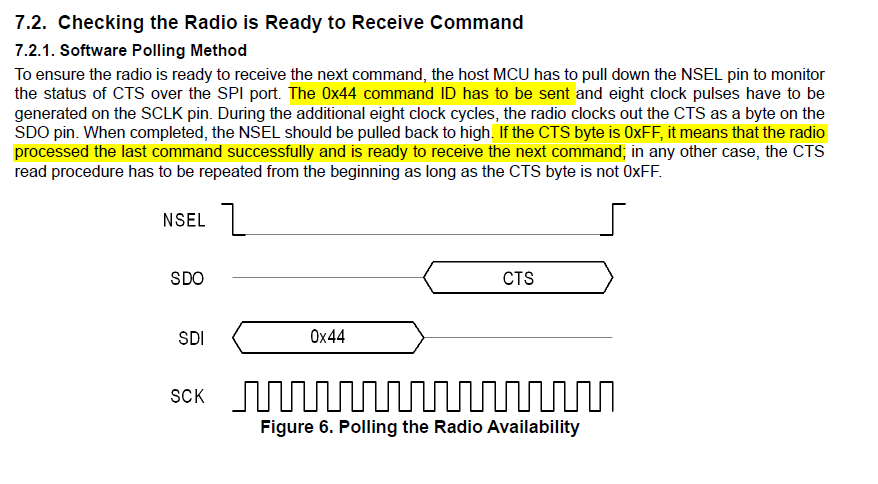 7.2. Checking the Radio is Ready to Receive Command
7.2.1. Software Polling Method
To ensure the radio is ready to receive the next command, the host MCU has to pull down the NSEL pin to monitor
the status of CTS over the SPI port. The 0x44 command ID has to be sent and eight clock pulses have to be
generated on the SCLK pin. During the additional eight clock cycles, the radio clocks out the CTS as a byte on the
SDO pin. When completed, the NSEL should be pulled back to high. If the CTS byte is 0xFF, it means that the radio
processed the last command successfully and is ready to receive the next command; in any other case, the CTS
read procedure has to be repeated from the beginning as long as the CTS byte is not 0xFF.
NSEL
SDO
CTS
SDI
0x44
SCK
Figure 6. Polling the Radio Availability